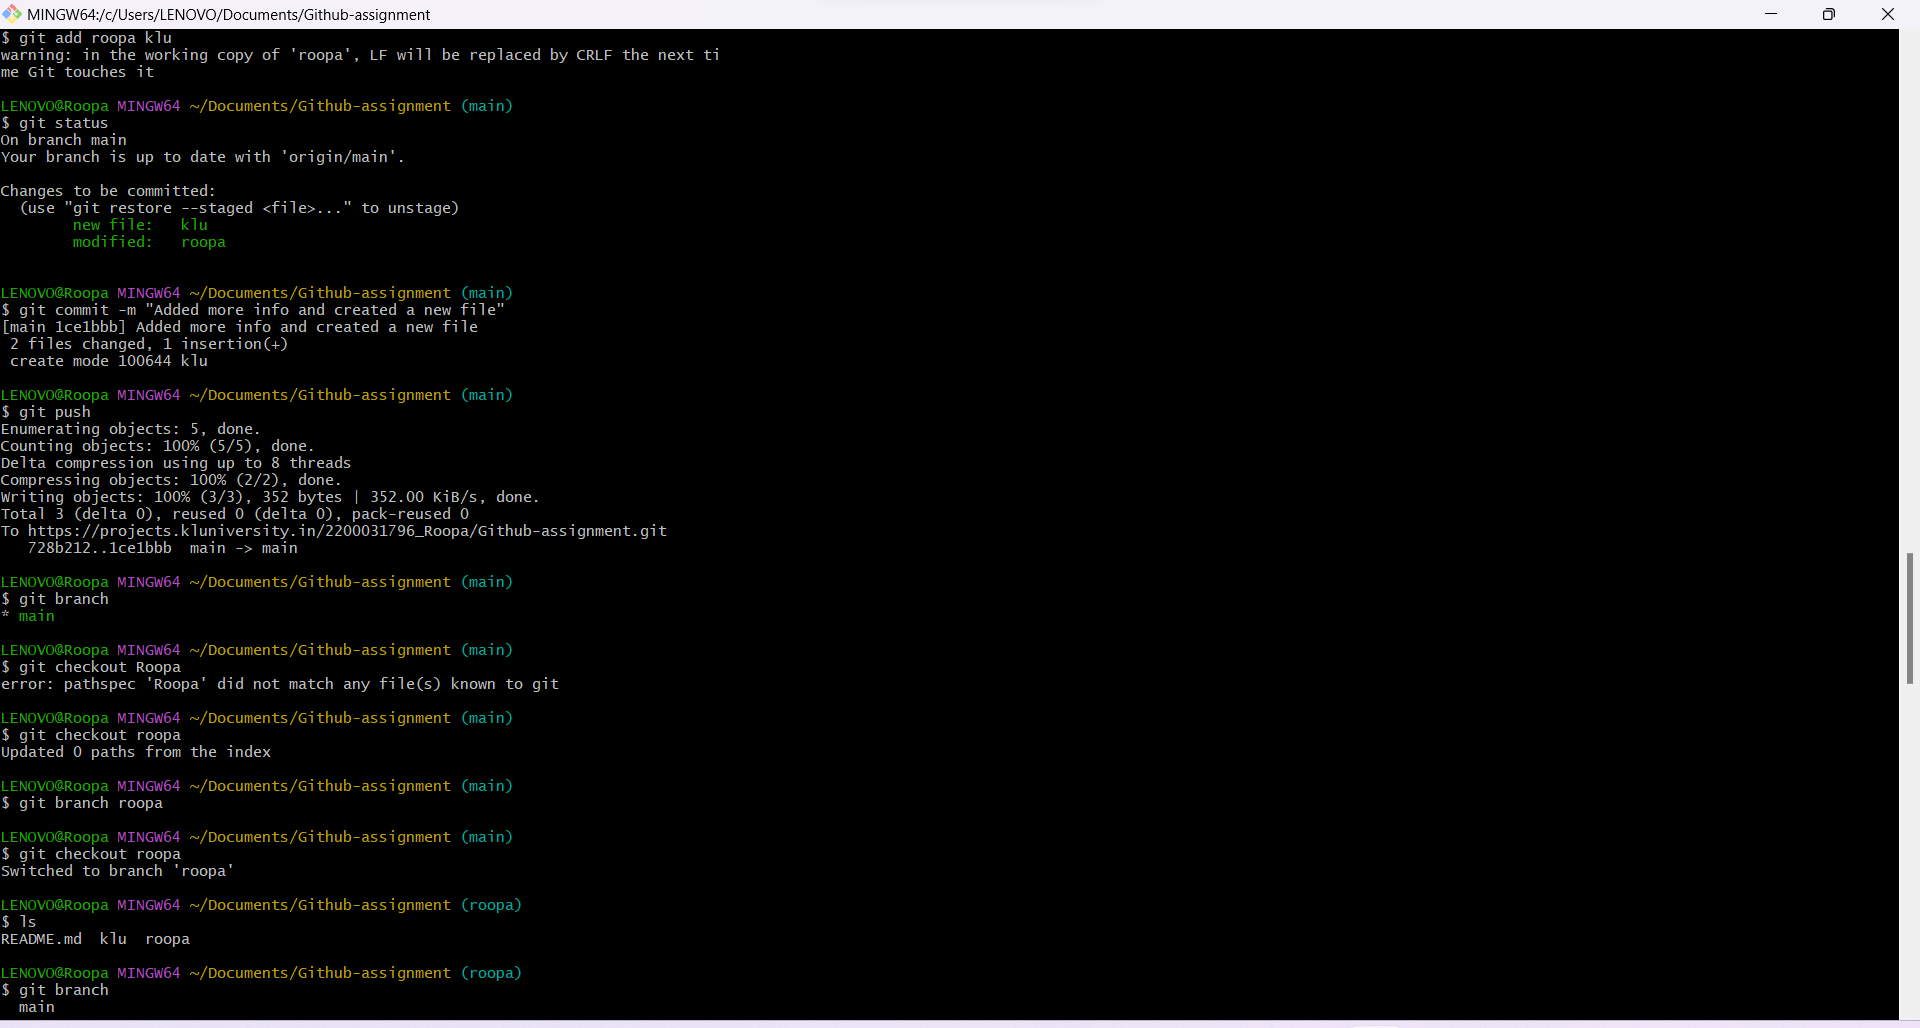 MINGW64:/c/Users/LENOVO/Documents/Github-assignment
$ git add roopa klu
warning: in the working copy of 'roopa', LF will be replaced by CRLF the next ti
me Git touches it
LENOVO@Roopa MINGW64 ~/Documents/Github-assignment (main)
$ git status
On branch main
Your branch is up to date with 'origin/main'.
Changes to be committed:
  (use "git restore --staged <file>..." to unstage)
        new file:   klu
        modified:   roopa
LENOVO@Roopa MINGW64 ~/Documents/Github-assignment (main)
$ git commit -m "Added more info and created a new file"
[main 1ce1bbb] Added more info and created a new file
 2 files changed, 1 insertion(+)
 create mode 100644 klu
LENOVO@Roopa MINGW64 ~/Documents/Github-assignment (main)
$ git push
Enumerating objects: 5, done.
Counting objects: 100% (5/5), done.
Delta compression using up to 8 threads
Compressing objects: 100% (2/2), done.
Writing objects: 100% (3/3), 352 bytes | 352.00 KiB/s, done.
Total 3 (delta 0), reused 0 (delta 0), pack-reused 0
To https://projects.kluniversity.in/2200031796_Roopa/Github-assignment.git
   728b212..1ce1bbb  main -> main
LENOVO@Roopa MINGW64 ~/Documents/Github-assignment (main)
$ git branch
* main
LENOVO@Roopa MINGW64 ~/Documents/Github-assignment (main)
$ git checkout Roopa
error: pathspec 'Roopa' did not match any file(s) known to git
LENOVO@Roopa MINGW64 ~/Documents/Github-assignment (main)
$ git checkout roopa
Updated 0 paths from the index
LENOVO@Roopa MINGW64 ~/Documents/Github-assignment (main)
$ git branch roopa
LENOVO@Roopa MINGW64 ~/Documents/Github-assignment (main)
$ git checkout roopa
Switched to branch 'roopa'
LENOVO@Roopa MINGW64 ~/Documents/Github-assignment (roopa)
$ ls
README.md  klu  roopa
LENOVO@Roopa MINGW64 ~/Documents/Github-assignment (roopa)
$ git branch
  main